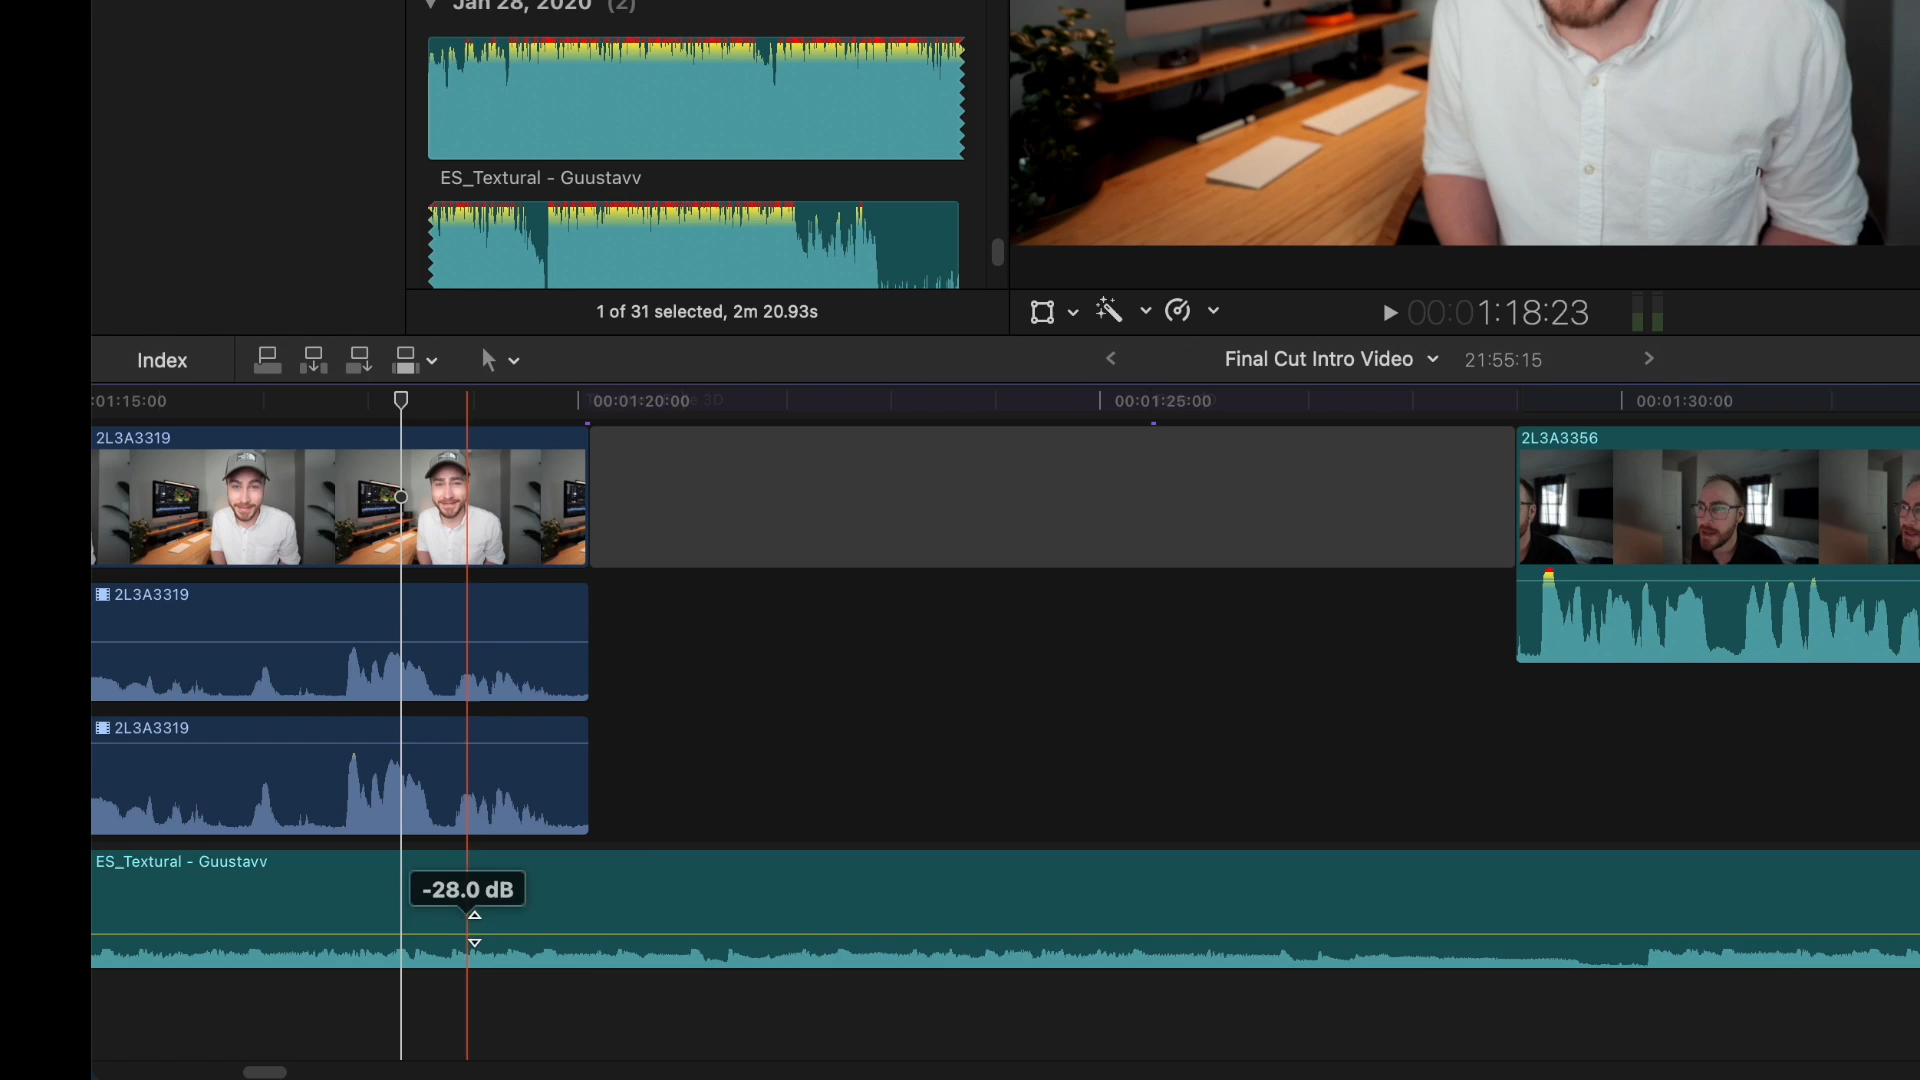 Jan 28, 2020 (2)
ES_Textural - Guustavv
1 of 31 selected, 2m 20.93s
00:01:18:23
Index
Final Cut Intro Video
21:55:15
:01:15:00
00:01:20:00
00:01:25:00
00:01:30:00
2L3A3319
2L3A3356
2L3A3319
2L3A3319
ES_Textural - Guustavv
-28.0 dB